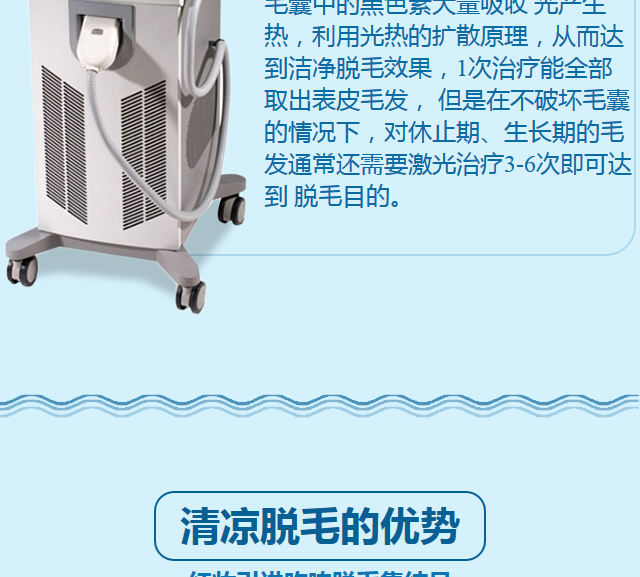 毛囊中的黑色素大量吸收 光产生
热，利用光热的扩散原理，从而达
到洁净脱毛效果，1次治疗能全部
取出表皮毛发， 但是在不破坏毛囊
的情况下，对休止期、生长期的毛
发通常还需要激光治疗3-6次即可达
到 脱毛目的。
清凉脱毛的优势